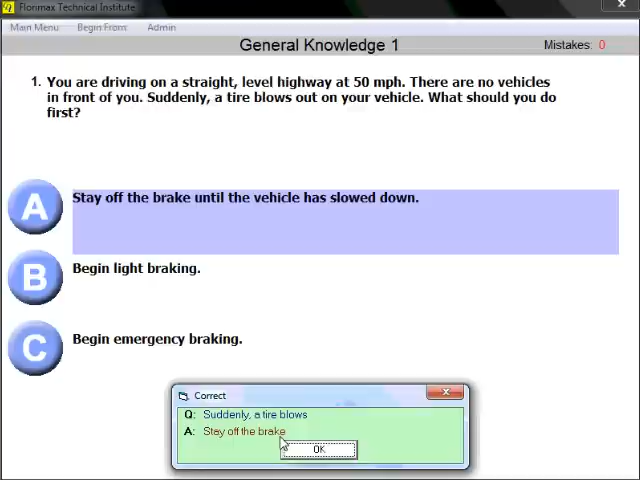 Florimax Technical Institute
Main Menu Begin From Admin
General Knowledge 1 Mistakes: 0
1. You are driving on a straight, level highway at 50 mph. There are no vehicles
in front of you. Suddenly, a tire blows out on your vehicle. What should you do
first?
A Stay off the brake until the vehicle has slowed down.
B Begin light braking.
C Begin emergency braking.
Correct
Q: Suddenly, a tire blows
A: Stay off the brake
OK